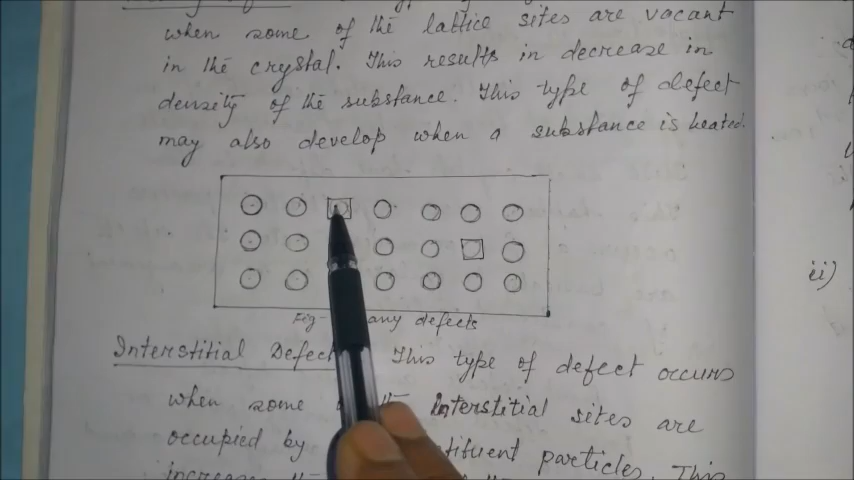 when some of the lattice sites are vacant
in the crystal. This results in decrease in
density of the substance. This type of defect
may also develop when a substance is heated.
Fig- any defects
Interstitial Defect This type of defect occurs
when some Interstitial sites are
occupied by particles. This
ii)